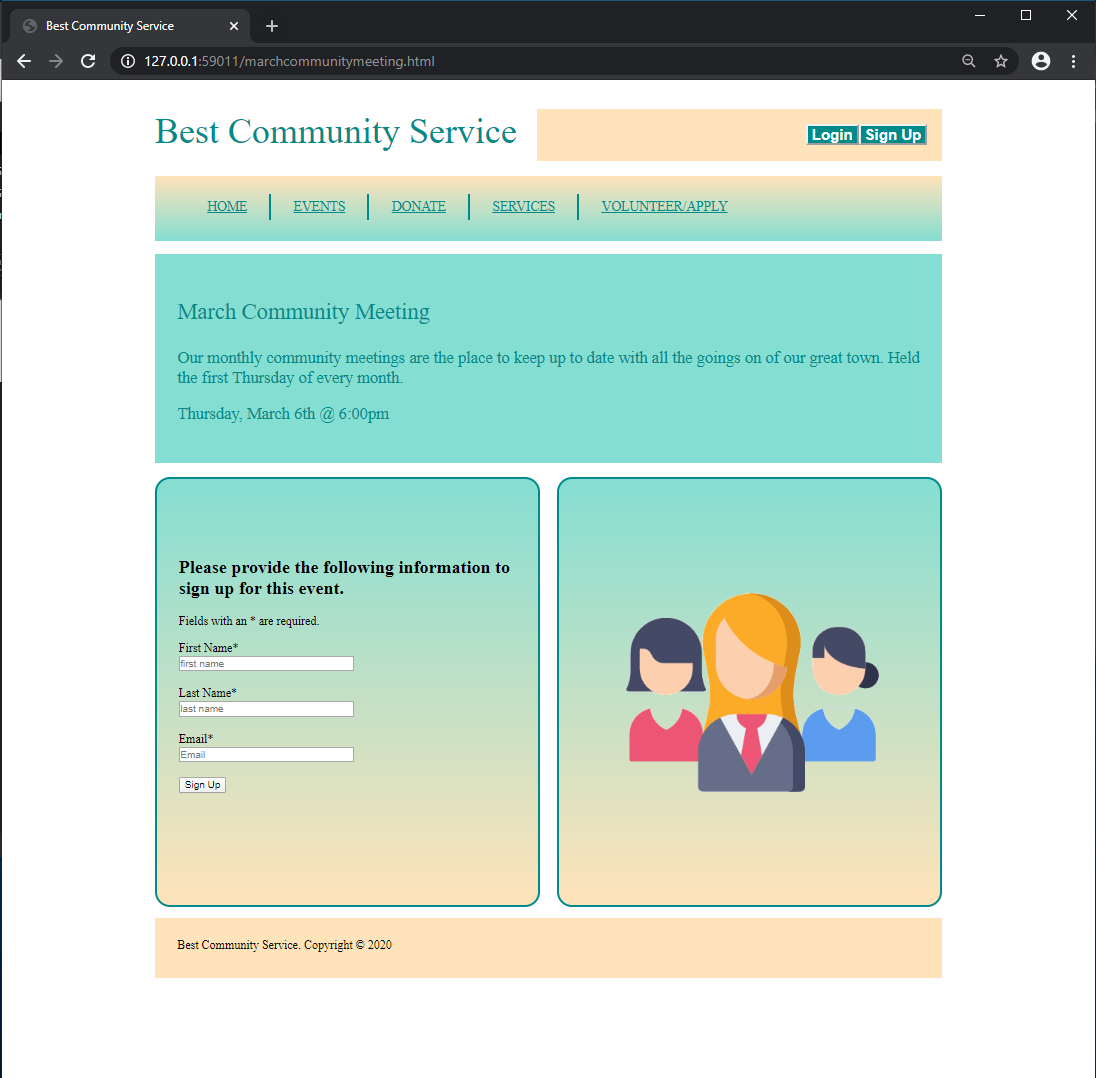 Best Community Service
127.0.0.1:59011/marchcommunitymeeting.html
Best Community Service
Login Sign Up
HOME EVENTS DONATE SERVICES VOLUNTEER/APPLY
March Community Meeting
Our monthly community meetings are the place to keep up to date with all the goings on of our great town. Held
the first Thursday of every month.
Thursday, March 6th @ 6:00pm
Please provide the following information to
sign up for this event.
Fields with an * are required.
First Name*
first name
Last Name*
last name
Email*
Email
Sign Up
Best Community Service. Copyright © 2020